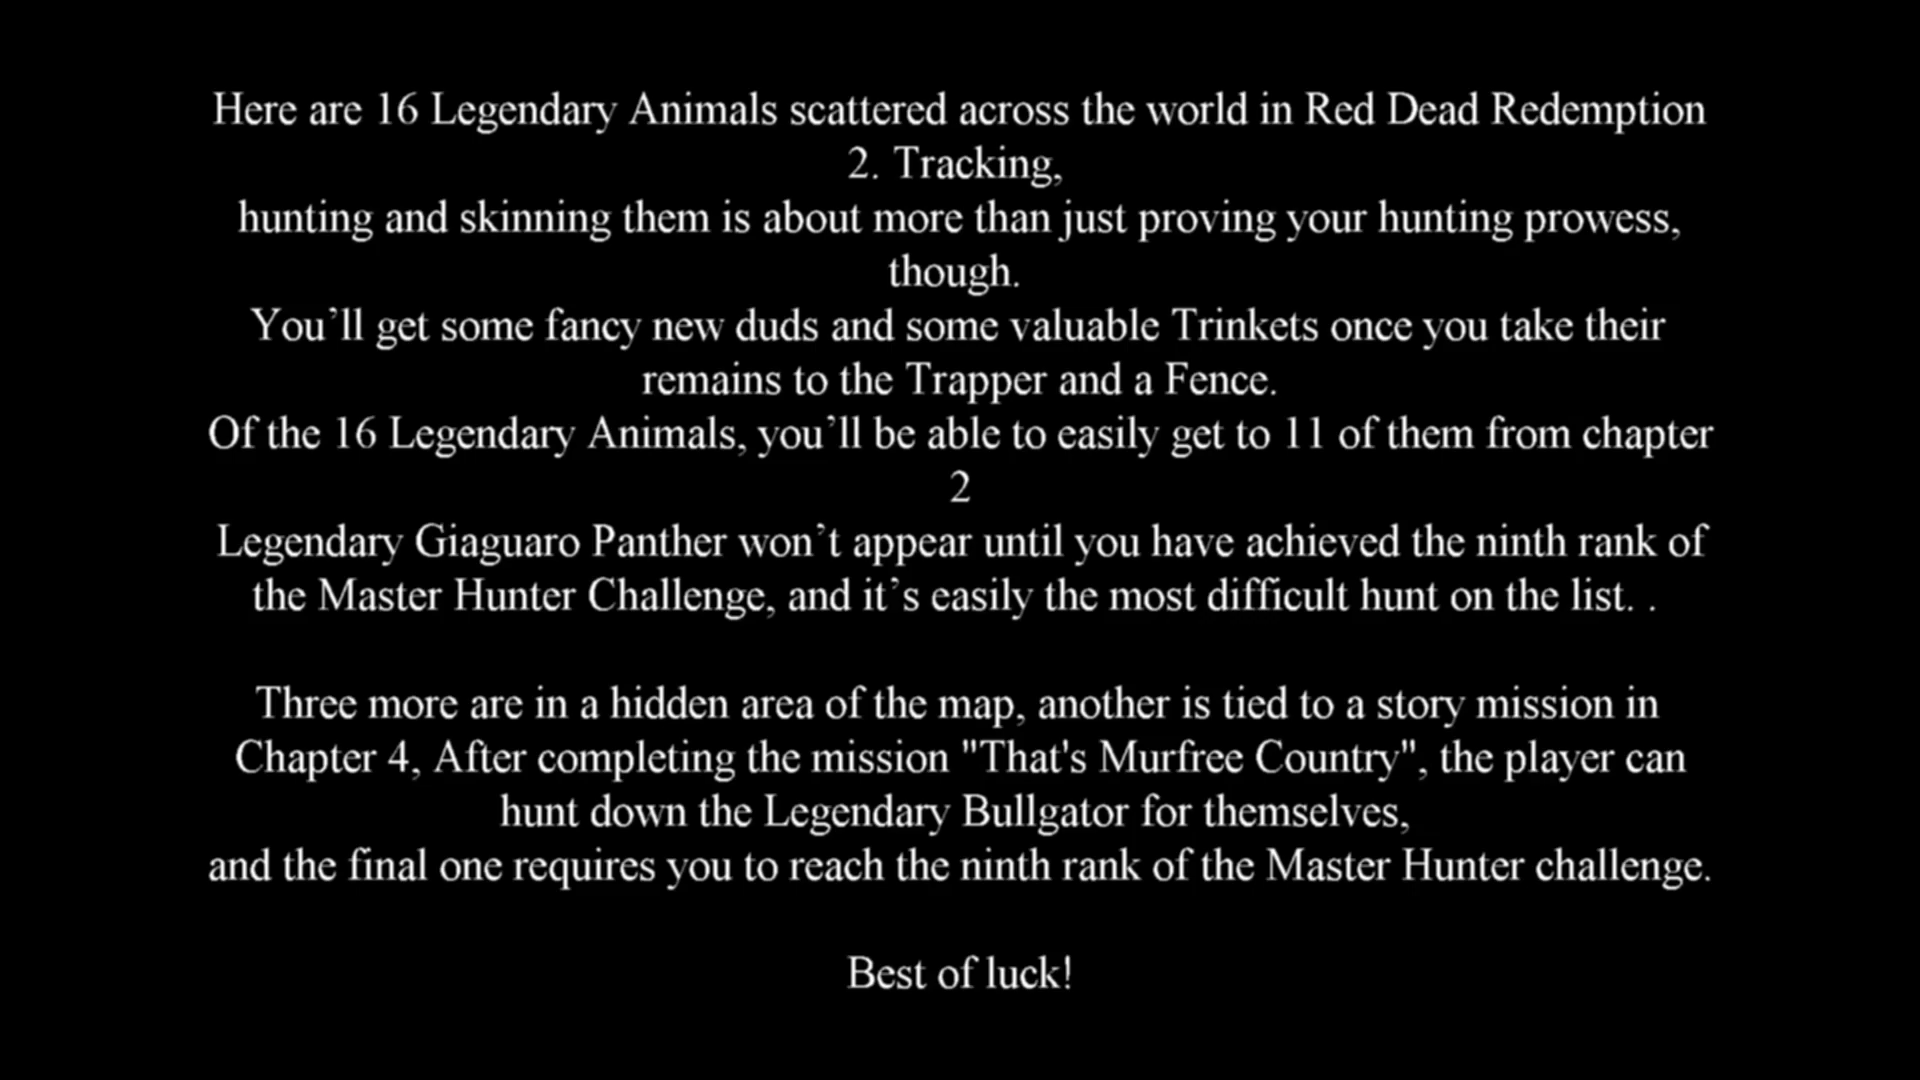 Here are 16 Legendary Animals scattered across the world in Red Dead Redemption
2. Tracking,
hunting and skinning them is about more than just proving your hunting prowess,
though.
You’ll get some fancy new duds and some valuable Trinkets once you take their
remains to the Trapper and a Fence.
Of the 16 Legendary Animals, you’ll be able to easily get to 11 of them from chapter
2
Legendary Giaguaro Panther won’t appear until you have achieved the ninth rank of
the Master Hunter Challenge, and it’s easily the most difficult hunt on the list. .
Three more are in a hidden area of the map, another is tied to a story mission in
Chapter 4, After completing the mission "That's Murfree Country", the player can
hunt down the Legendary Bullgator for themselves,
and the final one requires you to reach the ninth rank of the Master Hunter challenge.
Best of luck!